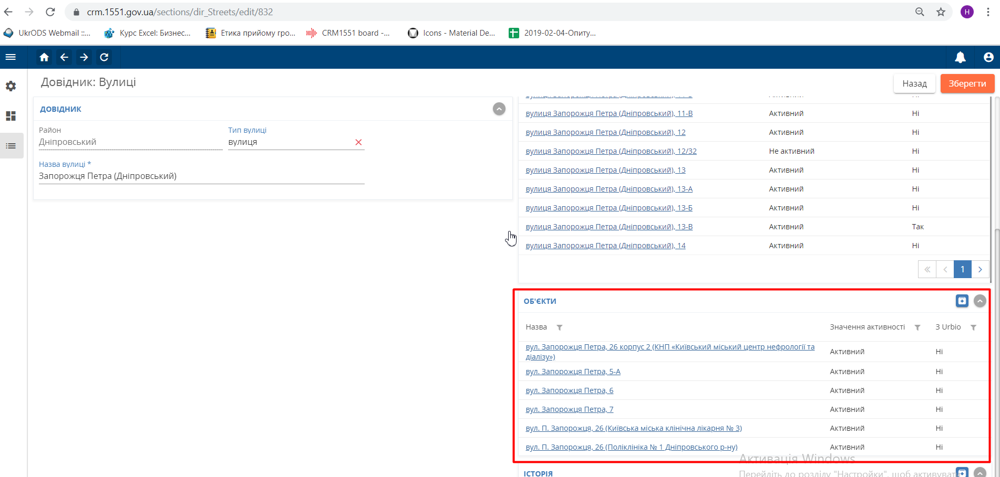 crm.1551.gov.ua/sections/dir_Streets/edit/832
Н
UkrODS Webmail ::...
Курс Excel: Бизнес...
Етика прийому гро...
CRM1551 board -...
Icons - Material De...
2019-02-04-Опиту...
Довідник: Вулиці
Назад
Зберегти
ДОВІДНИК
Район
Тип вулиці
Дніпровський
вулиця
Назва вулиці *
Запорожця Петра (Дніпровський)
вулиця Запорожця Петра (Дніпровський), 11-В Активний Ні
вулиця Запорожця Петра (Дніпровський), 12 Активний Ні
вулиця Запорожця Петра (Дніпровський), 12/32 Не активний Ні
вулиця Запорожця Петра (Дніпровський), 13 Активний Ні
вулиця Запорожця Петра (Дніпровський), 13-А Активний Ні
вулиця Запорожця Петра (Дніпровський), 13-Б Активний Ні
вулиця Запорожця Петра (Дніпровський), 13-В Активний Так
вулиця Запорожця Петра (Дніпровський), 14 Активний Ні
1
ОБ'ЄКТИ
Назва Значення активності З Urbio
вул. Запорожця Петра, 26 корпус 2 (КНП «Київський міський центр нефрології та
діалізу») Активний Ні
вул. Запорожця Петра, 5-А Активний Ні
вул. Запорожця Петра, 6 Активний Ні
вул. Запорожця Петра, 7 Активний Ні
вул. П. Запорожця, 26 (Київська міська клінічна лікарня № 3) Активний Ні
вул. П. Запорожця, 26 (Поліклініка № 1 Дніпровського р-ну) Активний Ні
Активація Windows
Перейдіть до розділу "Настройки", щоб активувати
ІСТОРІЯ